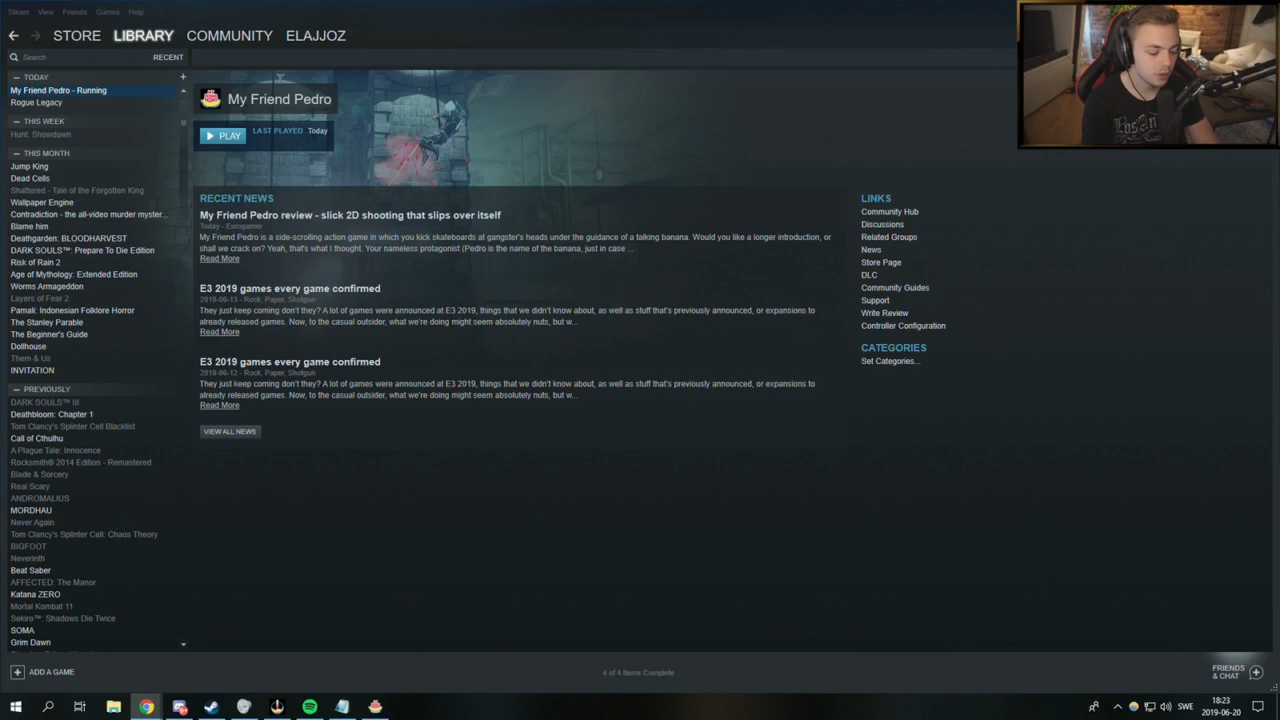 Steam View Friends Games Help
STORE LIBRARY COMMUNITY ELAJJOZ
Search RECENT
TODAY
My Friend Pedro - Running
Rogue Legacy
THIS WEEK
Hunt: Showdown
THIS MONTH
Jump King
Dead Cells
Shattered - Tale of the Forgotten King
Wallpaper Engine
Contradiction - the all-video murder myster...
Blame him
Deathgarden: BLOODHARVEST
DARK SOULS™: Prepare To Die Edition
Risk of Rain 2
Age of Mythology: Extended Edition
Worms Armageddon
Layers of Fear 2
Pamali: Indonesian Folklore Horror
The Stanley Parable
The Beginner's Guide
Dollhouse
Them & Us
INVITATION
PREVIOUSLY
DARK SOULS™ III
Deathbloom: Chapter 1
Tom Clancy's Splinter Cell Blacklist
Call of Cthulhu
A Plague Tale: Innocence
Rocksmith® 2014 Edition - Remastered
Blade & Sorcery
Real Scary
ANDROMALIUS
MORDHAU
Never Again
Tom Clancy's Splinter Cell: Chaos Theory
BIGFOOT
Neverinth
Beat Saber
AFFECTED: The Manor
Katana ZERO
Mortal Kombat 11
Sekiro™: Shadows Die Twice
SOMA
Grim Dawn
My Friend Pedro
PLAY LAST PLAYED Today
RECENT NEWS
My Friend Pedro review - slick 2D shooting that slips over itself
Today - Eurogamer
My Friend Pedro is a side-scrolling action game in which you kick skateboards at gangster's heads under the guidance of a talking banana. Would you like a longer introduction, or
shall we crack on? Yeah, that's what I thought. Your nameless protagonist (Pedro is the name of the banana, just in case ...
Read More
E3 2019 games every game confirmed
2019-06-13 - Rock, Paper, Shotgun
They just keep coming don't they? A lot of games were announced at E3 2019, things that we didn't know about, as well as stuff that's previously announced, or expansions to
already released games. Now, to the casual outsider, what we're doing might seem absolutely nuts, but w...
Read More
E3 2019 games every game confirmed
2019-06-12 - Rock, Paper, Shotgun
They just keep coming don't they? A lot of games were announced at E3 2019, things that we didn't know about, as well as stuff that's previously announced, or expansions to
already released games. Now, to the casual outsider, what we're doing might seem absolutely nuts, but w...
Read More
VIEW ALL NEWS
LINKS
Community Hub
Discussions
Related Groups
News
Store Page
DLC
Community Guides
Support
Write Review
Controller Configuration
CATEGORIES
Set Categories...
ADD A GAME
4 of 4 Items Complete
FRIENDS
& CHAT
SWE
18:23
2019-06-20